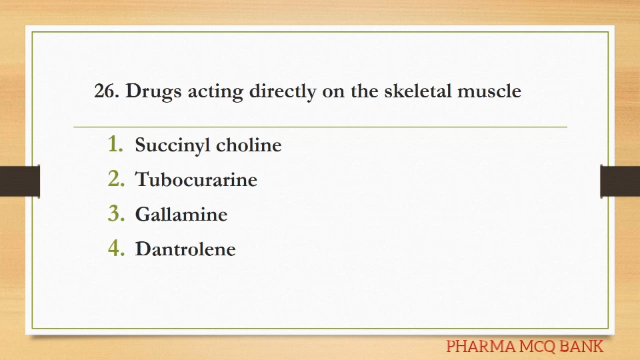 26. Drugs acting directly on the skeletal muscle
1. Succinyl choline
2. Tubocurarine
3. Gallamine
4. Dantrolene
PHARMA MCQ BANK